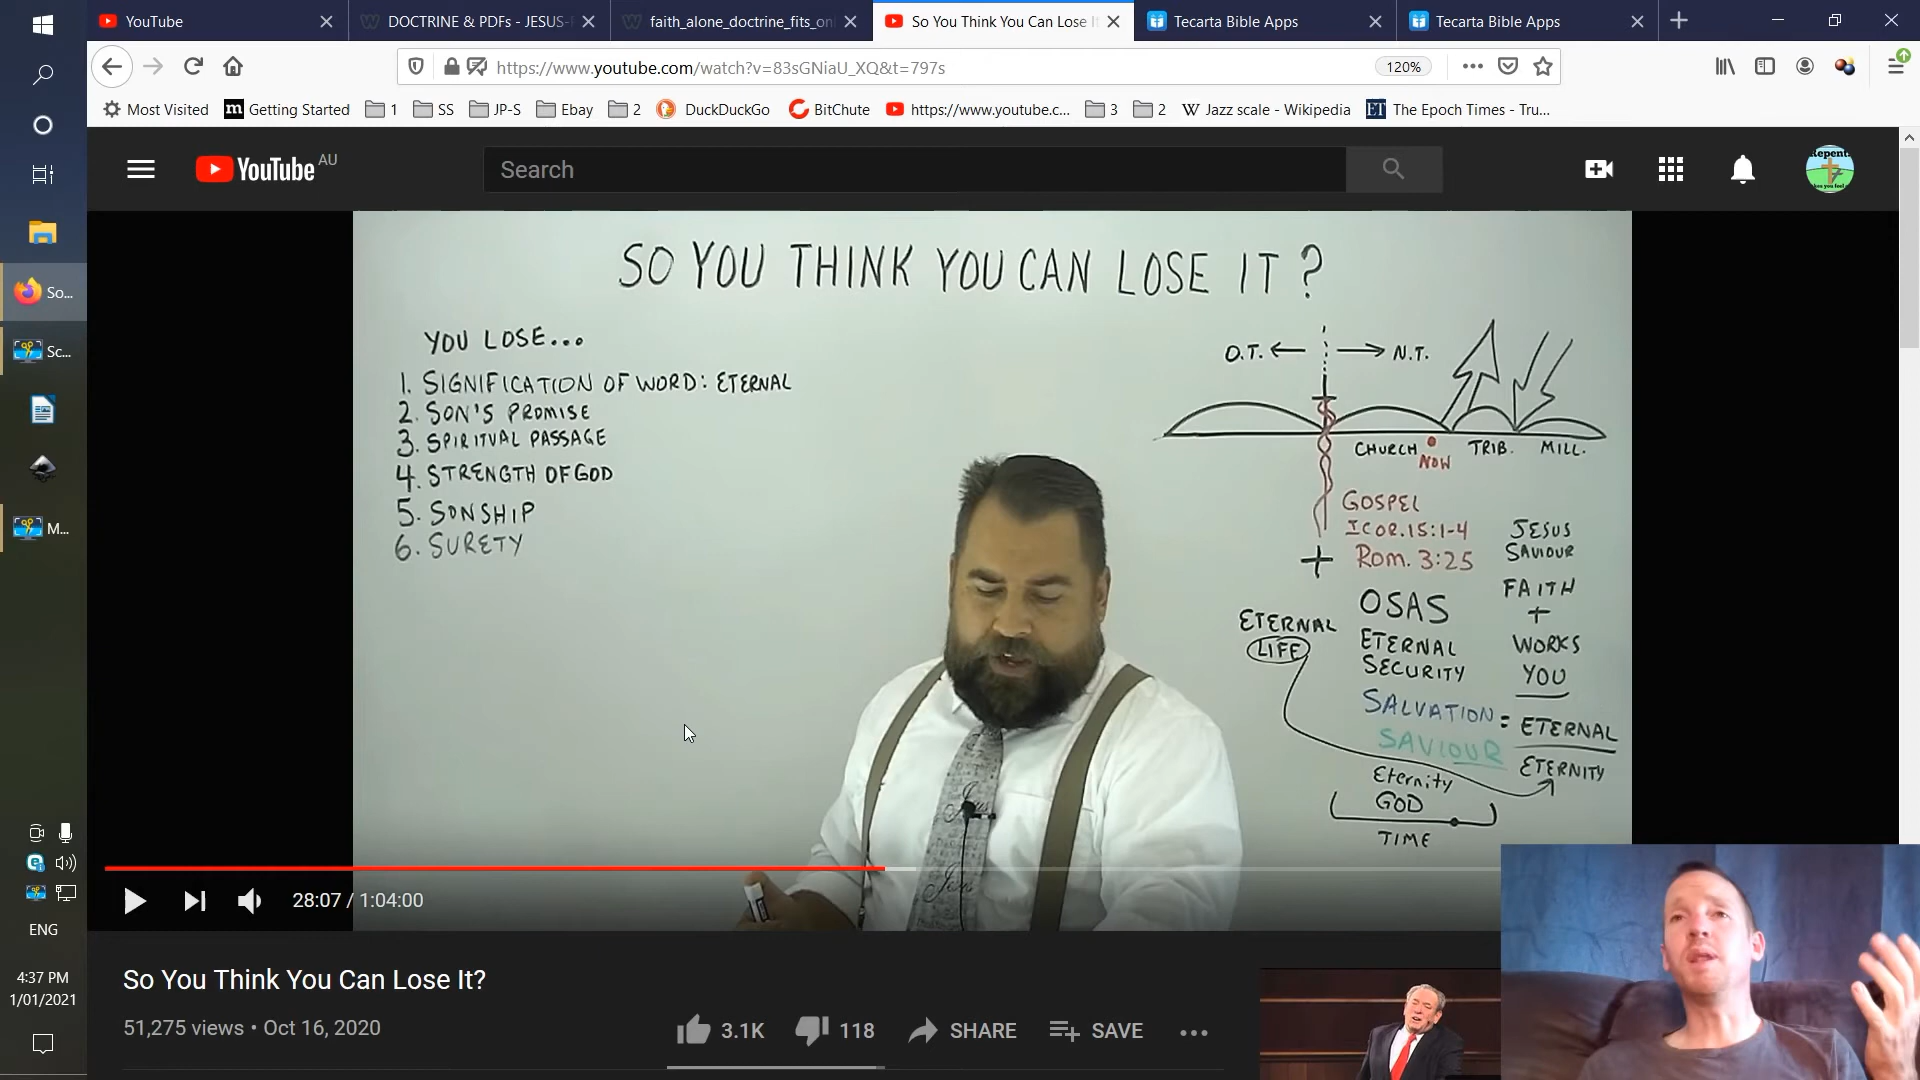 YouTube
DOCTRINE & PDFs - JESUS-
faith_alone_doctrine_fits_on
So You Think You Can Lose I
Tecarta Bible Apps
Tecarta Bible Apps
https://www.youtube.com/watch?v=83sGNiaU_XQ&t=797s
120%
Most Visited
Getting Started
1
SS
JP-S
Ebay
2
DuckDuckGo
BitChute
https://www.youtube.c...
3
2
Jazz scale - Wikipedia
The Epoch Times - Tru...
YouTube AU
Search
Repent
So...
Sc...
M...
ENG
4:37 PM
1/01/2021
SO YOU THINK YOU CAN LOSE IT?
YOU LOSE...
1. SIGNIFICATION OF WORD: ETERNAL
2. SON'S PROMISE
3. SPIRITUAL PASSAGE
4. STRENGTH OF GOD
5. SONSHIP
6. SURETY
O.T. ← → N.T.
CHURCH
NOW
TRIB.
MILL.
GOSPEL
I COR. 15:1-4
Rom. 3:25
JESUS
SAVIOUR
FAITH
+
WORKS
YOU
ETERNAL
LIFE
OSAS
ETERNAL
SECURITY
SALVATION = ETERNAL
SAVIOUR
ETERNITY
Eternity
GOD
TIME
28:07 / 1:04:00
So You Think You Can Lose It?
51,275 views • Oct 16, 2020
3.1K
118
SHARE
SAVE